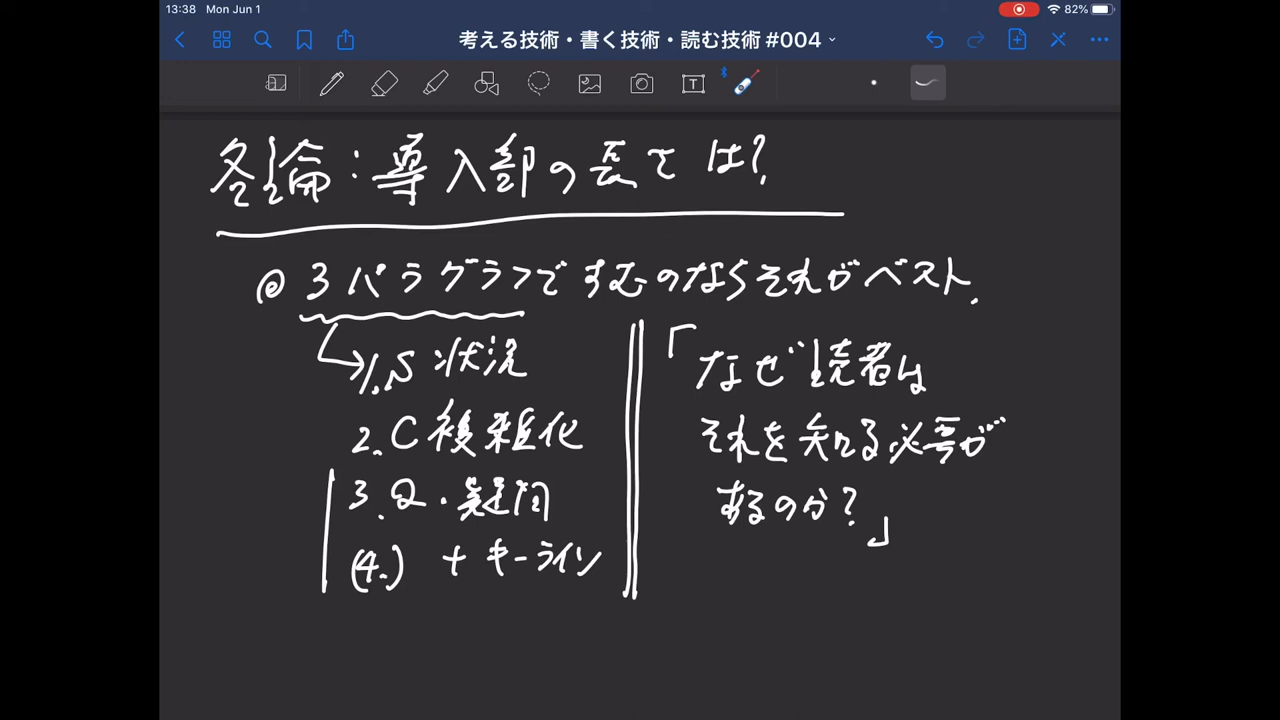 13:38 Mon Jun 1
82%
考える技術・書く技術・読む技術 #004
T
各論:導入部の長さは?
@ 3パラグラフですむのならそれがベスト.
1. S 状況
2. C 複雑化
3. Q・疑問
(4.) + キーライン
「なぜ読者は
それを知る必要が
あるのか?」